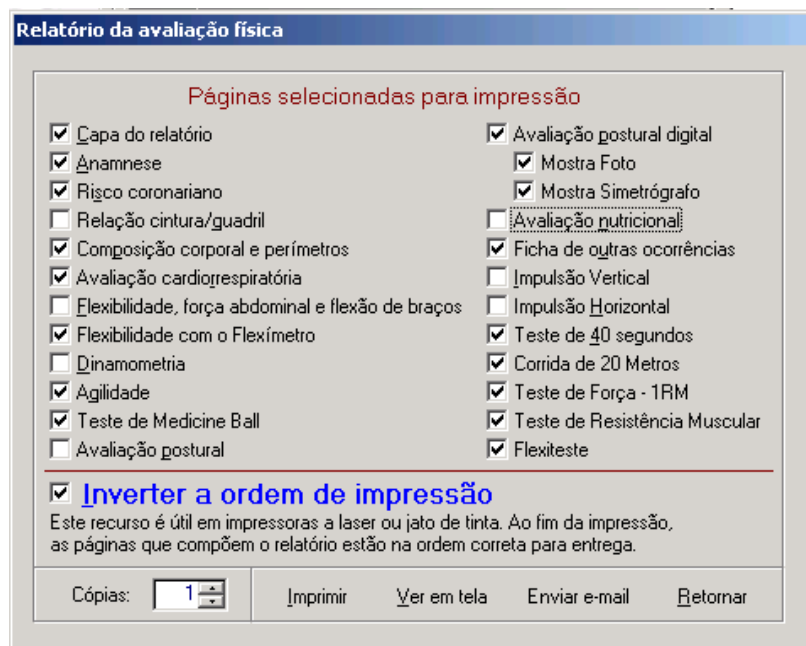 Relatório da avaliação física
Páginas selecionadas para impressão
Capa do relatório
Anamnese
Risco coronariano
Relação cintura/quadril
Composição corporal e perímetros
Avaliação cardiorrespiratória
Flexibilidade, força abdominal e flexão de braços
Flexibilidade com o Flexímetro
Dinamometria
Agilidade
Teste de Medicine Ball
Avaliação postural
Avaliação postural digital
Mostra Foto
Mostra Simetrógrafo
Avaliação nutricional
Ficha de outras ocorrências
Impulsão Vertical
Impulsão Horizontal
Teste de 40 segundos
Corrida de 20 Metros
Teste de Força - 1RM
Teste de Resistência Muscular
Flexiteste
Inverter a ordem de impressão
Este recurso é útil em impressoras a laser ou jato de tinta. Ao fim da impressão,
as páginas que compõem o relatório estão na ordem correta para entrega.
Cópias: 1 Imprimir Ver em tela Enviar e-mail Retornar